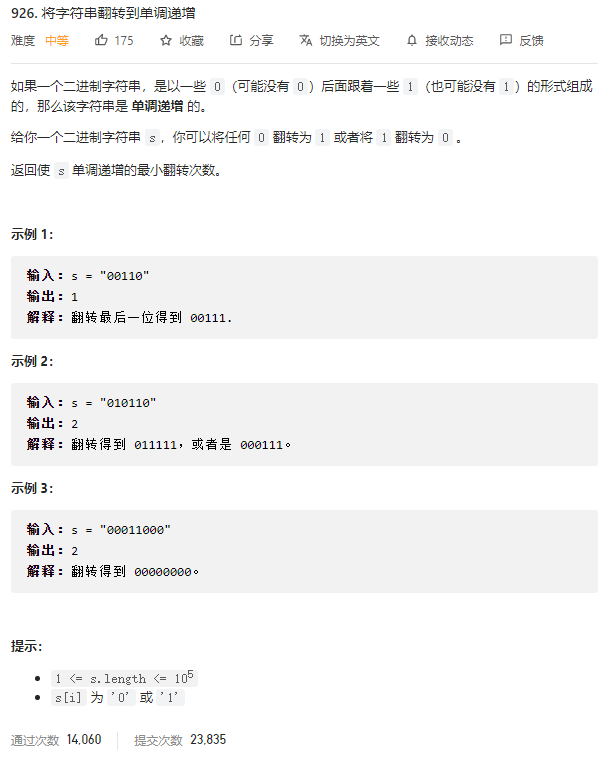 926. 将字符串翻转到单调递增
难度 中等 175 收藏 分享 切换为英文 接收动态 反馈
如果一个二进制字符串，是以一些 0（可能没有 0）后面跟着一些 1（也可能没有 1）的形式组成
的，那么该字符串是 单调递增 的。
给你一个二进制字符串 s，你可以将任何 0 翻转为 1 或者将 1 翻转为 0 。
返回使 s 单调递增的最小翻转次数。
示例 1：
输入：s = "00110"
输出：1
解释：翻转最后一位得到 00111.
示例 2：
输入：s = "010110"
输出：2
解释：翻转得到 011111，或者是 000111。
示例 3：
输入：s = "00011000"
输出：2
解释：翻转得到 00000000。
提示：
• 1 <= s.length <= 10⁵
• s[i] 为 '0' 或 '1'
通过次数 14,060 提交次数 23,835